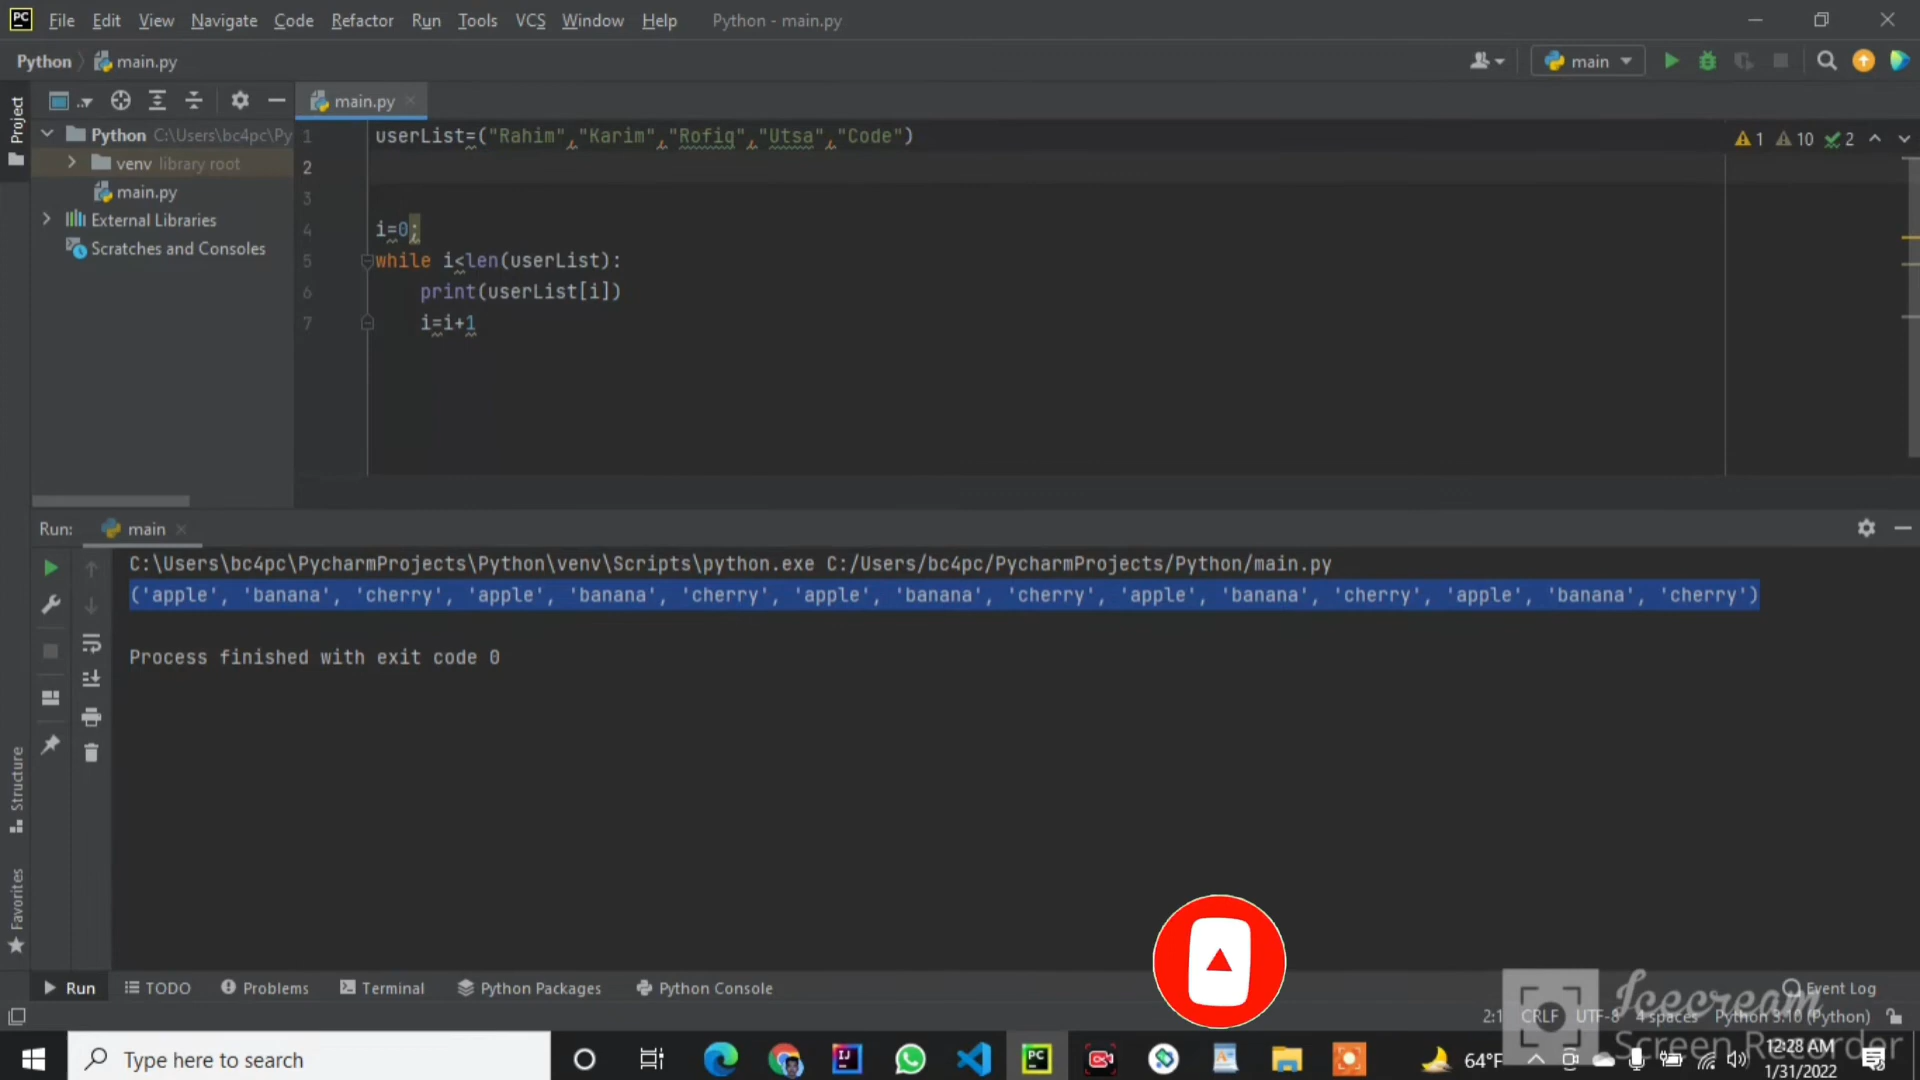 PC File Edit View Navigate Code Refactor Run Tools VCS Window Help Python - main.py
Python main.py main
Project
main.py
Python C:\Users\bc4pc\Py
venv library root
main.py
External Libraries
Scratches and Consoles
1 userList=("Rahim","Karim","Rofiq","Utsa","Code")
2
3
4 i=0;
5 while i<len(userList):
6 print(userList[i])
7 i=i+1
1 10 2
Run: main
C:\Users\bc4pc\PycharmProjects\Python\venv\Scripts\python.exe C:/Users/bc4pc/PycharmProjects/Python/main.py
('apple', 'banana', 'cherry', 'apple', 'banana', 'cherry', 'apple', 'banana', 'cherry', 'apple', 'banana', 'cherry', 'apple', 'banana', 'cherry')
Process finished with exit code 0
Structure
Favorites
Run TODO Problems Terminal Python Packages Python Console Event Log
2:1 CRLF UTF-8 4 spaces Python 3.10 (Python)
Icecream
Screen Recorder
Type here to search
IJ
PC
64°F
12:28 AM
1/31/2022